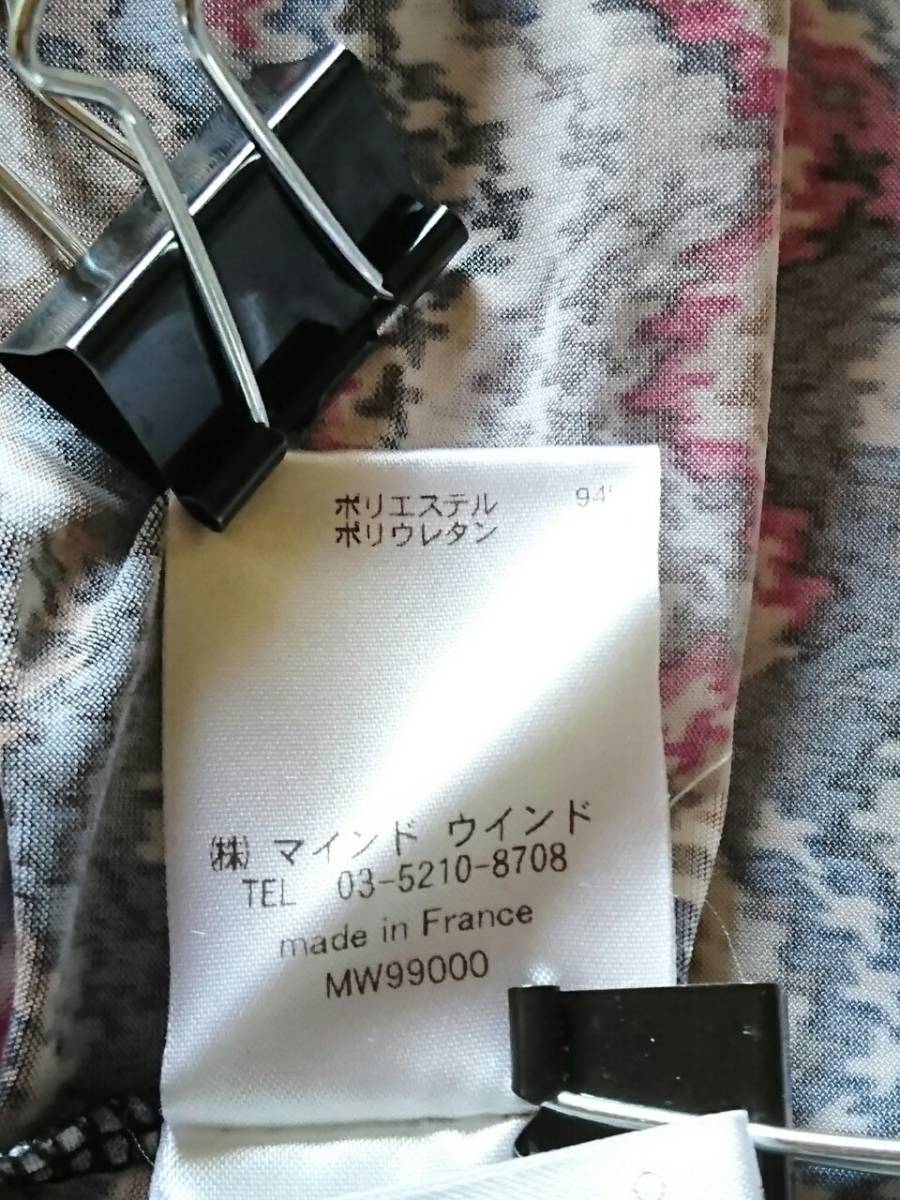 ポリエステル 94
ポリウレタン
㈱ マインド ウインド
TEL 03-5210-8708
made in France
MW99000